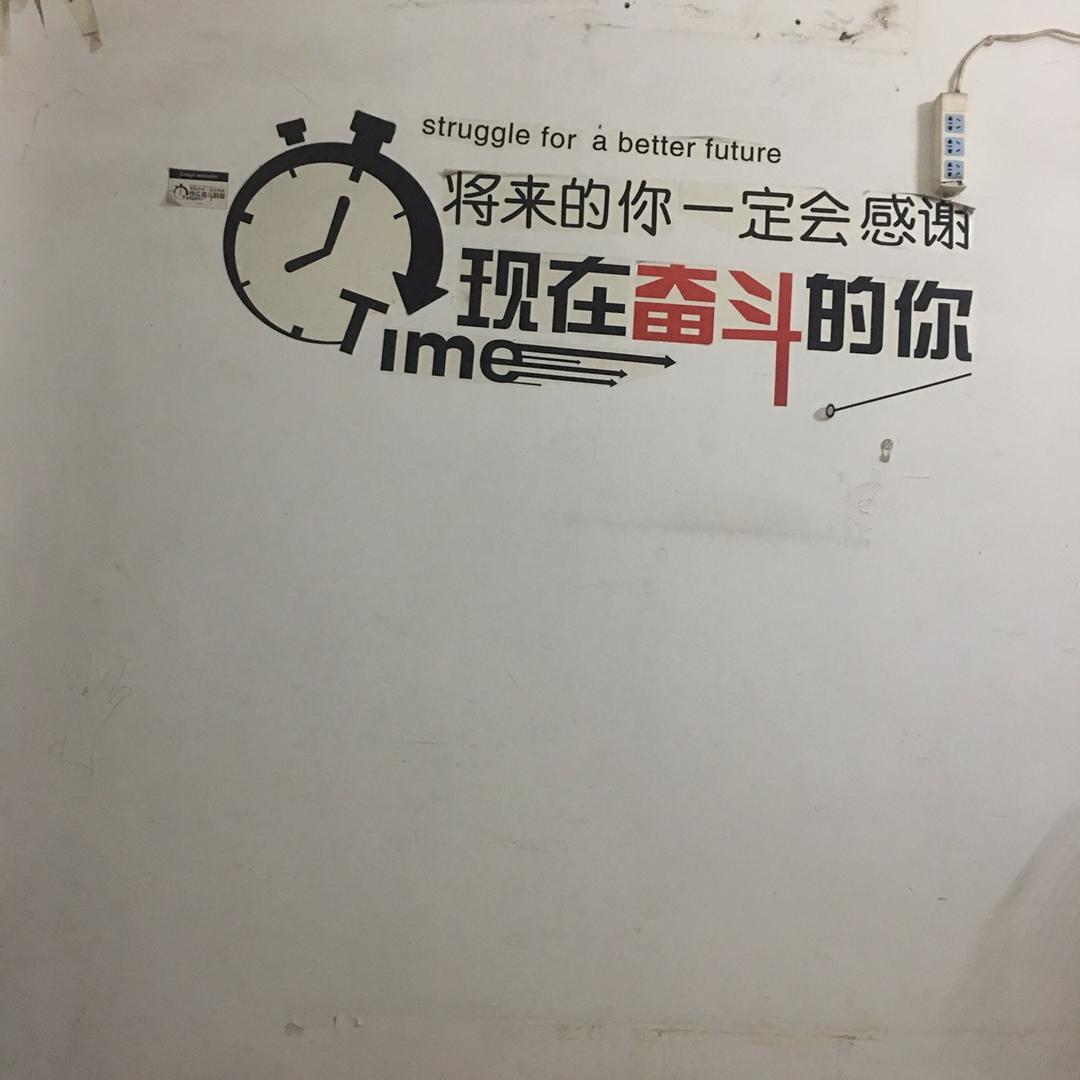 struggle for a better future
将来的你一定会感谢
现在奋斗的你
Time